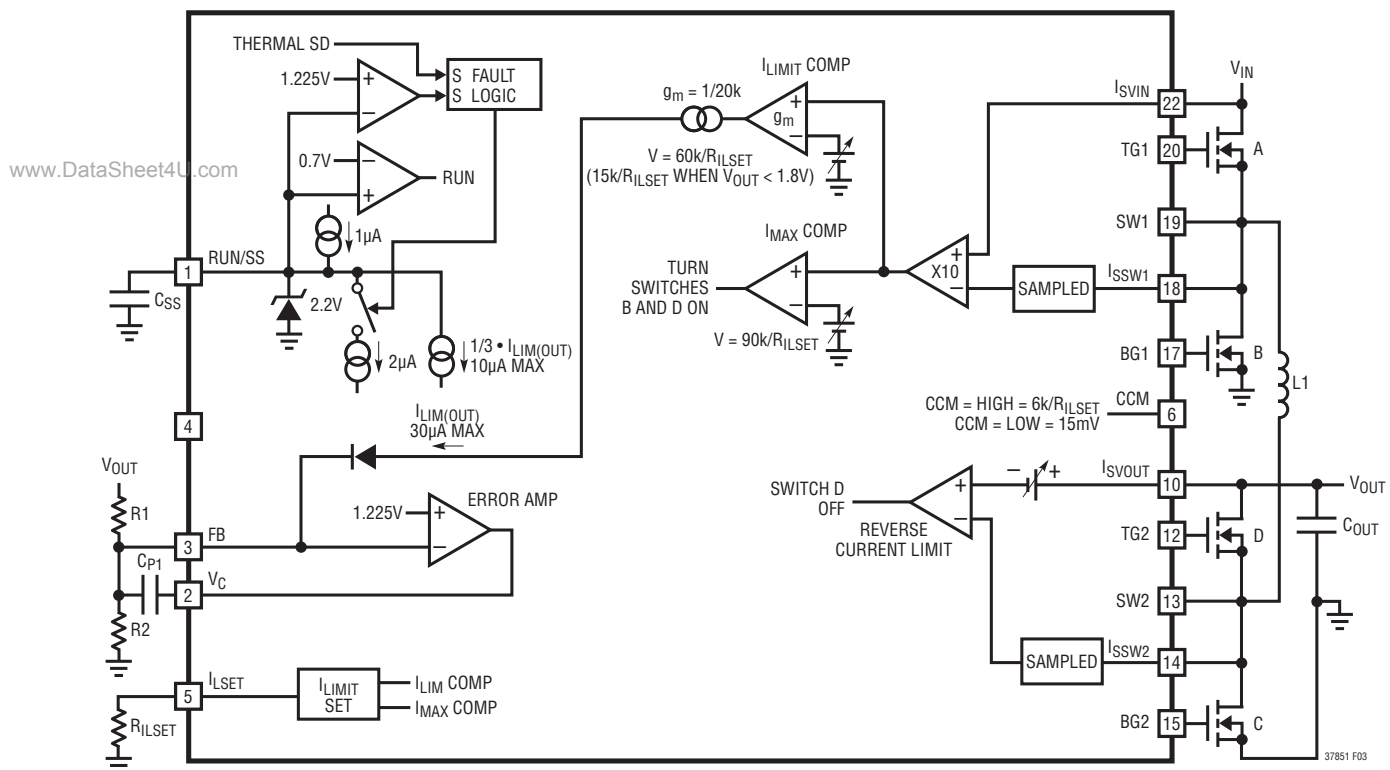 THERMAL SD
1.225V
+
−
S FAULT
S LOGIC
www.DataSheet4U.com
0.7V
−
+
RUN
1µA
1
RUN/SS
CSS
2.2V
2µA
1/3 • ILIM(OUT)
10µA MAX
4
ILIM(OUT)
30µA MAX
VOUT
R1
3
FB
CP1
2
VC
R2
1.225V
+
−
ERROR AMP
5
ILSET
RILSET
ILIMIT
SET
ILIM COMP
IMAX COMP
gm = 1/20k
ILIMIT COMP
+
gm
−
V = 60k/RILSET
(15k/RILSET WHEN VOUT < 1.8V)
IMAX COMP
+
−
TURN
SWITCHES
B AND D ON
V = 90k/RILSET
X10
+
−
SAMPLED
CCM = HIGH = 6k/RILSET
CCM = LOW = 15mV
SWITCH D
OFF
+
−
REVERSE
CURRENT LIMIT
− +
SAMPLED
ISVIN
22
VIN
TG1
20
A
SW1
19
ISSW1
18
BG1
17
B
L1
CCM
6
ISVOUT
10
VOUT
TG2
12
D
COUT
SW2
13
ISSW2
14
BG2
15
C
37851 F03